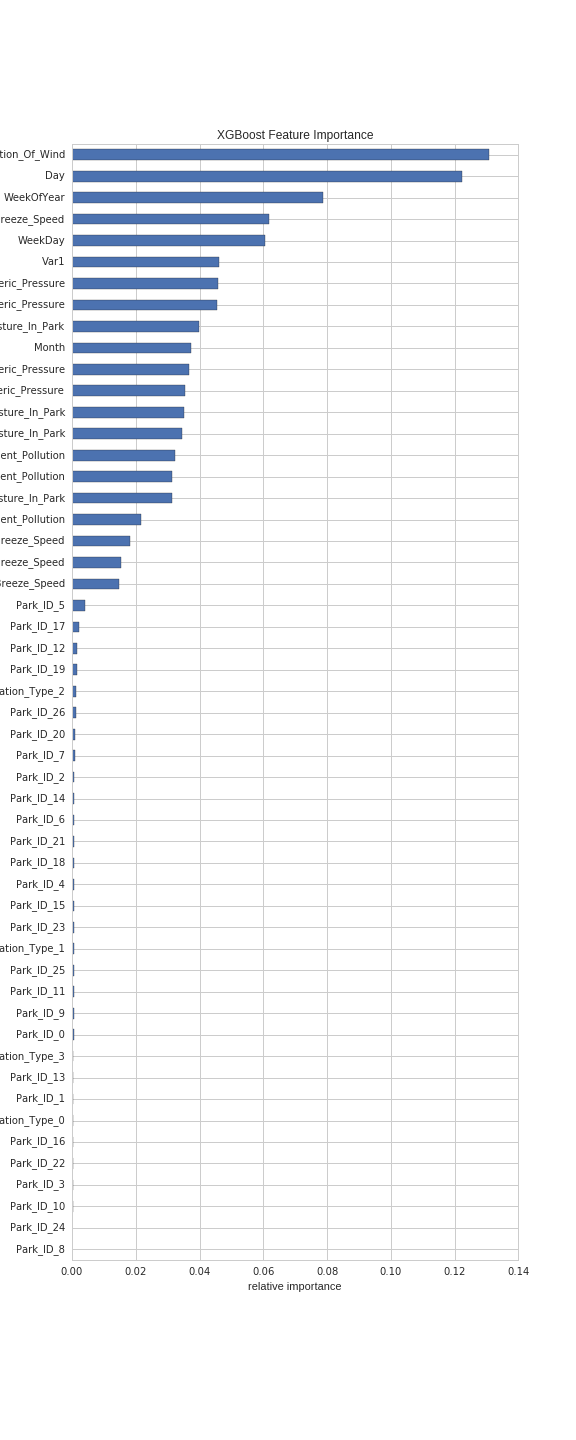 XGBoost Feature Importance
tion_Of_Wind
Day
WeekOfYear
reeze_Speed
WeekDay
Var1
eric_Pressure
eric_Pressure
sture_In_Park
Month
eric_Pressure
eric_Pressure
sture_In_Park
sture_In_Park
ent_Pollution
ent_Pollution
sture_In_Park
ent_Pollution
reeze_Speed
reeze_Speed
Breeze_Speed
Park_ID_5
Park_ID_17
Park_ID_12
Park_ID_19
ation_Type_2
Park_ID_26
Park_ID_20
Park_ID_7
Park_ID_2
Park_ID_14
Park_ID_6
Park_ID_21
Park_ID_18
Park_ID_4
Park_ID_15
Park_ID_23
ation_Type_1
Park_ID_25
Park_ID_11
Park_ID_9
Park_ID_0
ation_Type_3
Park_ID_13
Park_ID_1
ation_Type_0
Park_ID_16
Park_ID_22
Park_ID_3
Park_ID_10
Park_ID_24
Park_ID_8
0.00 0.02 0.04 0.06 0.08 0.10 0.12 0.14
relative importance